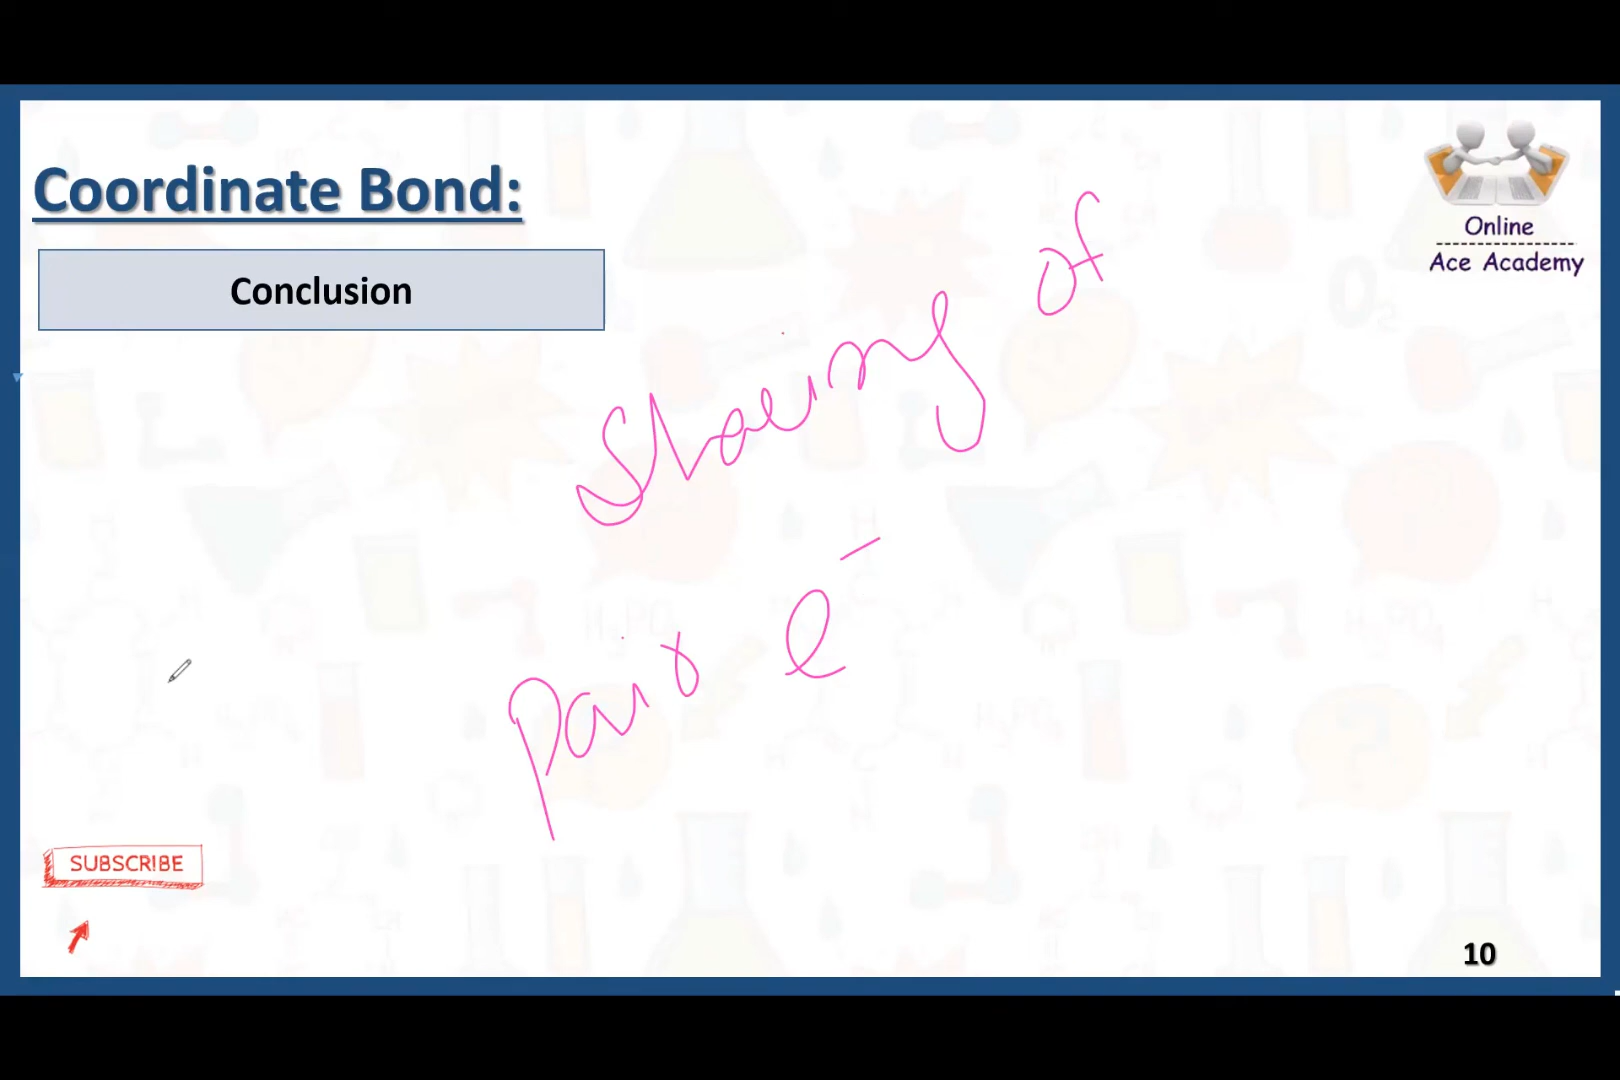 Coordinate Bond:
Conclusion
Online
Ace Academy
Sharing of
Pair e⁻
SUBSCRIBE
10